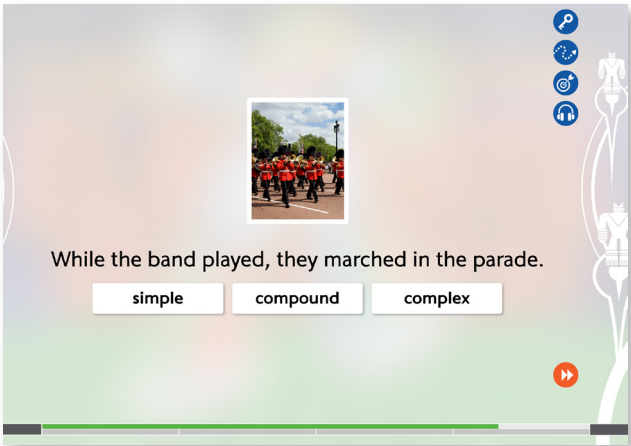 While the band played, they marched in the parade.
simple
compound
complex